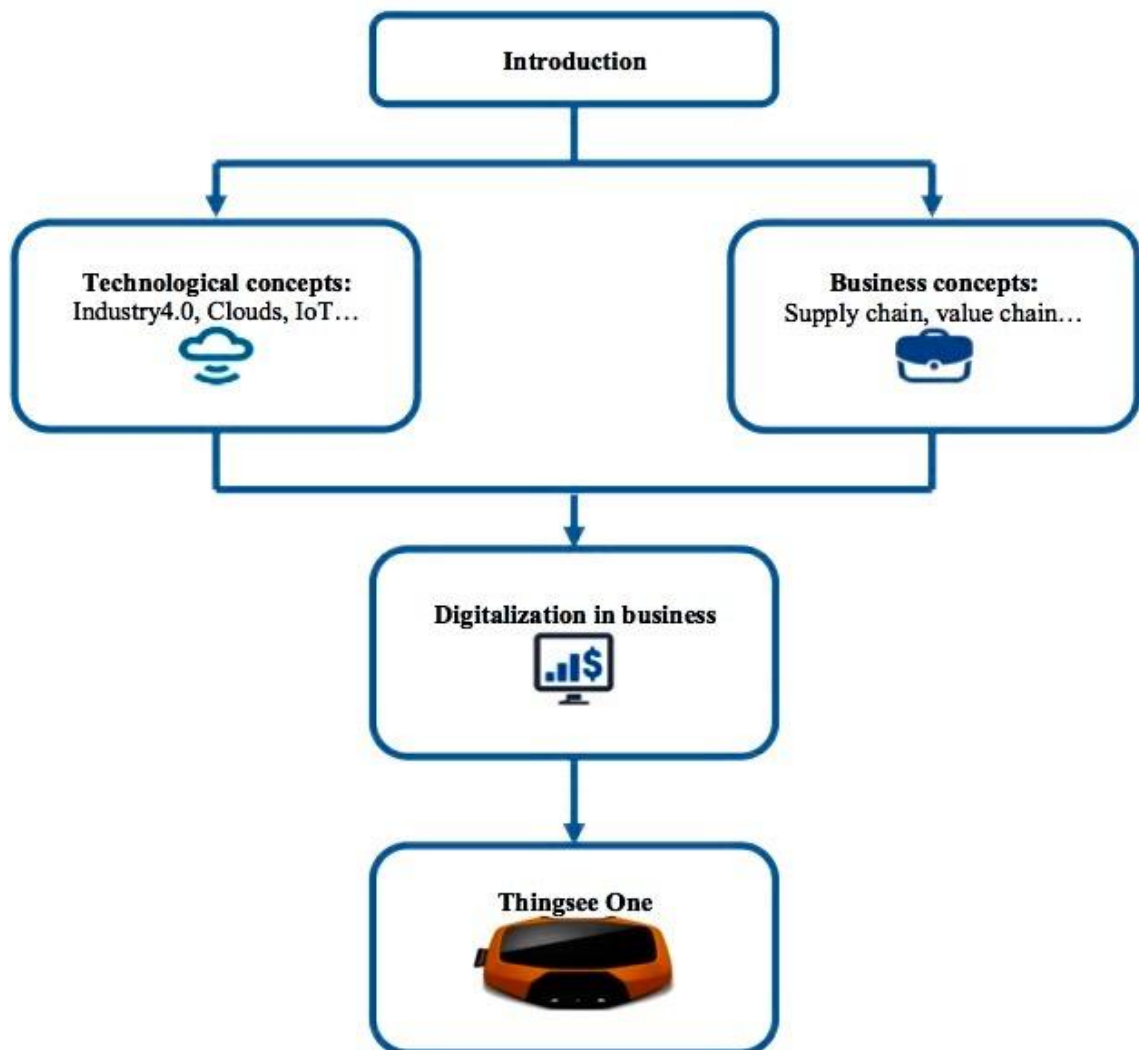 Introduction
Technological concepts:
Industry4.0, Clouds, IoT…
Business concepts:
Supply chain, value chain…
Digitalization in business
$
Thingsee One